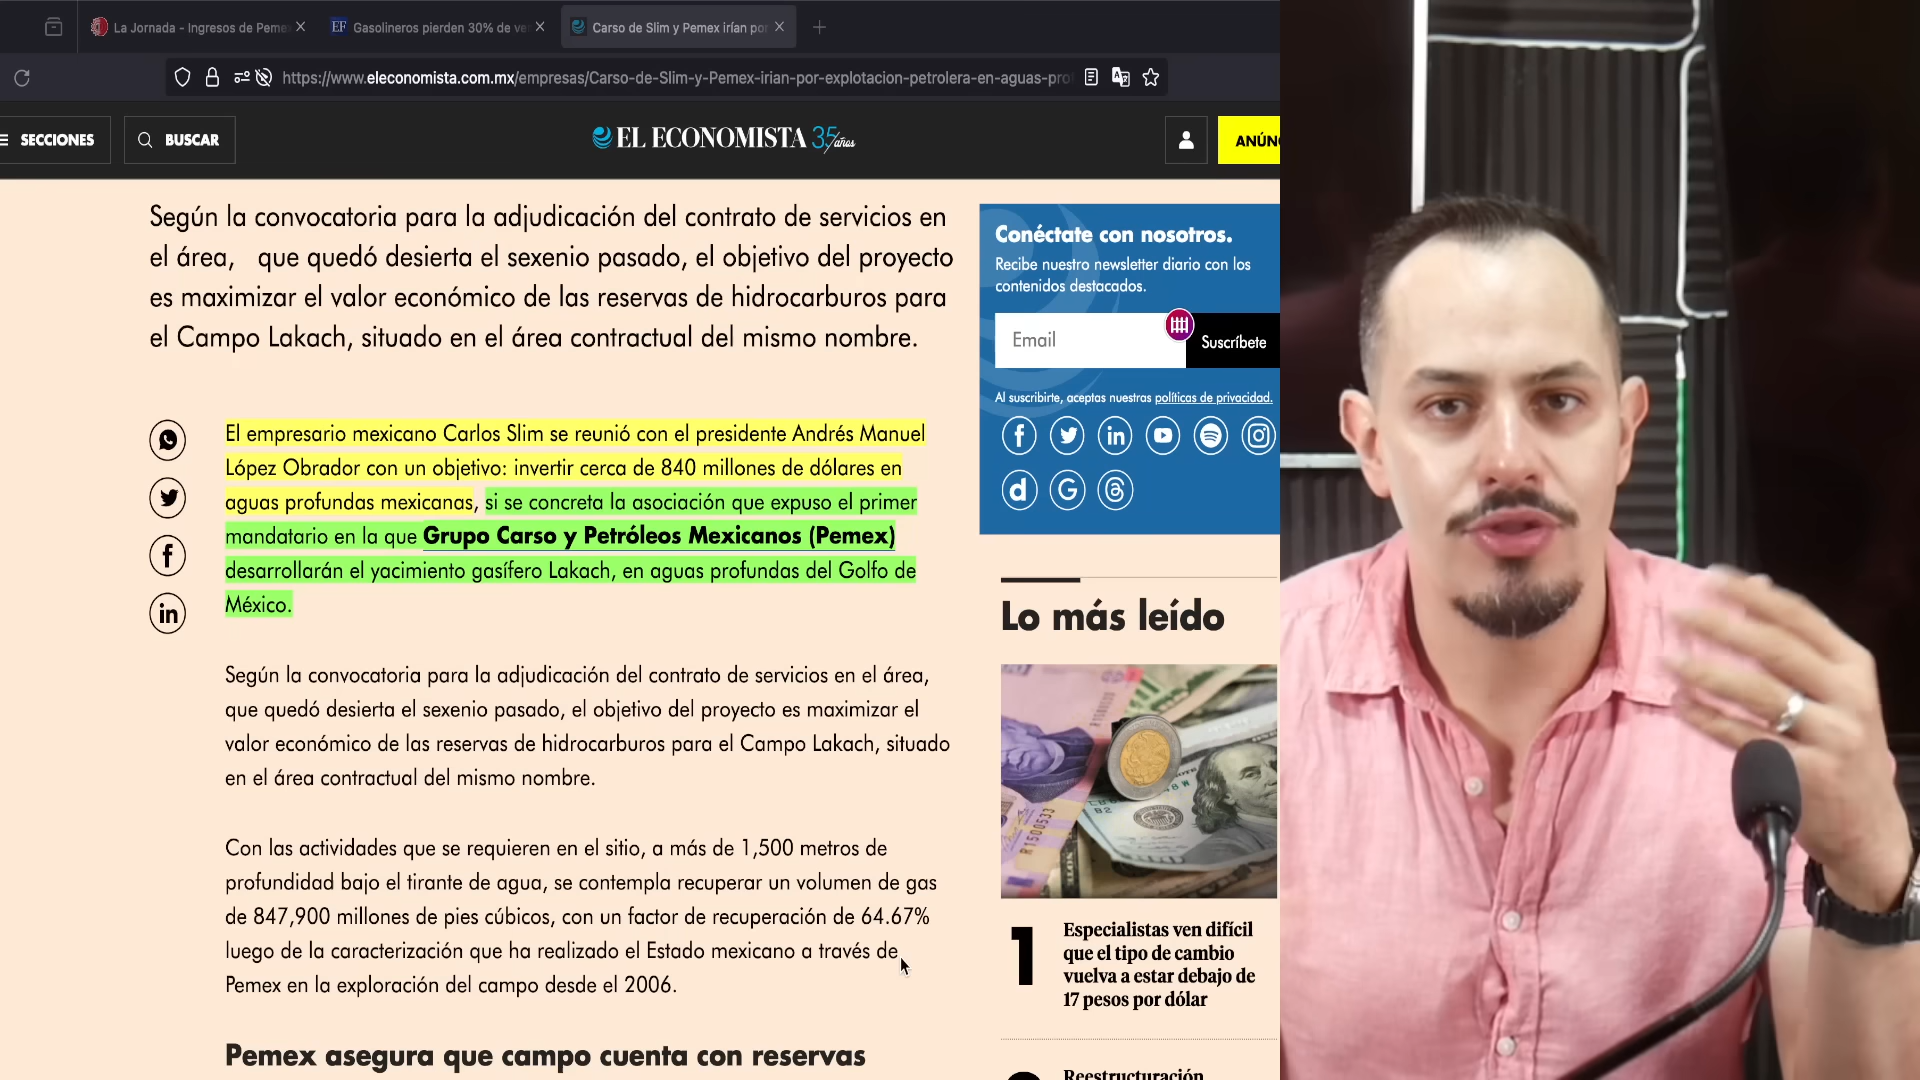 La Jornada - Ingresos de Peme
Gasolineros pierden 30% de ve
Carso de Slim y Pemex irían por
https://www.eleconomista.com.mx/empresas/Carso-de-Slim-y-Pemex-irian-por-explotacion-petrolera-en-aguas-pro
SECCIONES
BUSCAR
EL ECONOMISTA 35 años
ANÚN
Según la convocatoria para la adjudicación del contrato de servicios en
el área, que quedó desierta el sexenio pasado, el objetivo del proyecto
es maximizar el valor económico de las reservas de hidrocarburos para
el Campo Lakach, situado en el área contractual del mismo nombre.
El empresario mexicano Carlos Slim se reunió con el presidente Andrés Manuel
López Obrador con un objetivo: invertir cerca de 840 millones de dólares en
aguas profundas mexicanas, si se concreta la asociación que expuso el primer
mandatario en la que Grupo Carso y Petróleos Mexicanos (Pemex)
desarrollarán el yacimiento gasífero Lakach, en aguas profundas del Golfo de
México.
Según la convocatoria para la adjudicación del contrato de servicios en el área,
que quedó desierta el sexenio pasado, el objetivo del proyecto es maximizar el
valor económico de las reservas de hidrocarburos para el Campo Lakach, situado
en el área contractual del mismo nombre.
Con las actividades que se requieren en el sitio, a más de 1,500 metros de
profundidad bajo el tirante de agua, se contempla recuperar un volumen de gas
de 847,900 millones de pies cúbicos, con un factor de recuperación de 64.67%
luego de la caracterización que ha realizado el Estado mexicano a través de
Pemex en la exploración del campo desde el 2006.
Pemex asegura que campo cuenta con reservas
Conéctate con nosotros.
Recibe nuestro newsletter diario con los
contenidos destacados.
Email
Suscríbete
Al suscribirte, aceptas nuestras políticas de privacidad.
Lo más leído
1
Especialistas ven difícil
que el tipo de cambio
vuelva a estar debajo de
17 pesos por dólar
Reestructuración